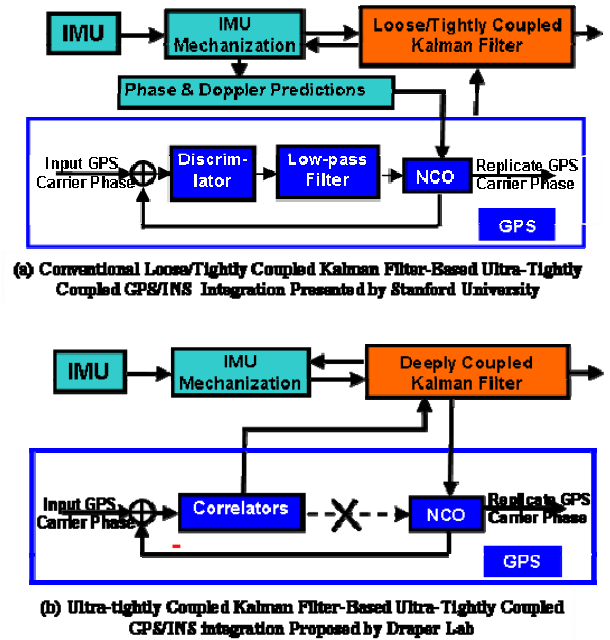 IMU
IMU
Mechanization
Loose/Tightly Coupled
Kalman Filter
Phase & Doppler Predictions
Input GPS
Carrier Phase
Discrim-
inator
Low-pass
Filter
NCO
Replicate GPS
Carrier Phase
GPS
(a) Conventional Loose/Tightly Coupled Kalman Filter-Based Ultra-Tightly
Coupled GPS/INS Integration Presented by Stanford University
IMU
IMU
Mechanization
Deeply Coupled
Kalman Filter
Input GPS
Carrier Phase
Correlators
NCO
Replicate GPS
Carrier Phase
GPS
(b) Ultra-tightly Coupled Kalman Filter-Based Ultra-Tightly Coupled
GPS/INS integration Proposed by Draper Lab